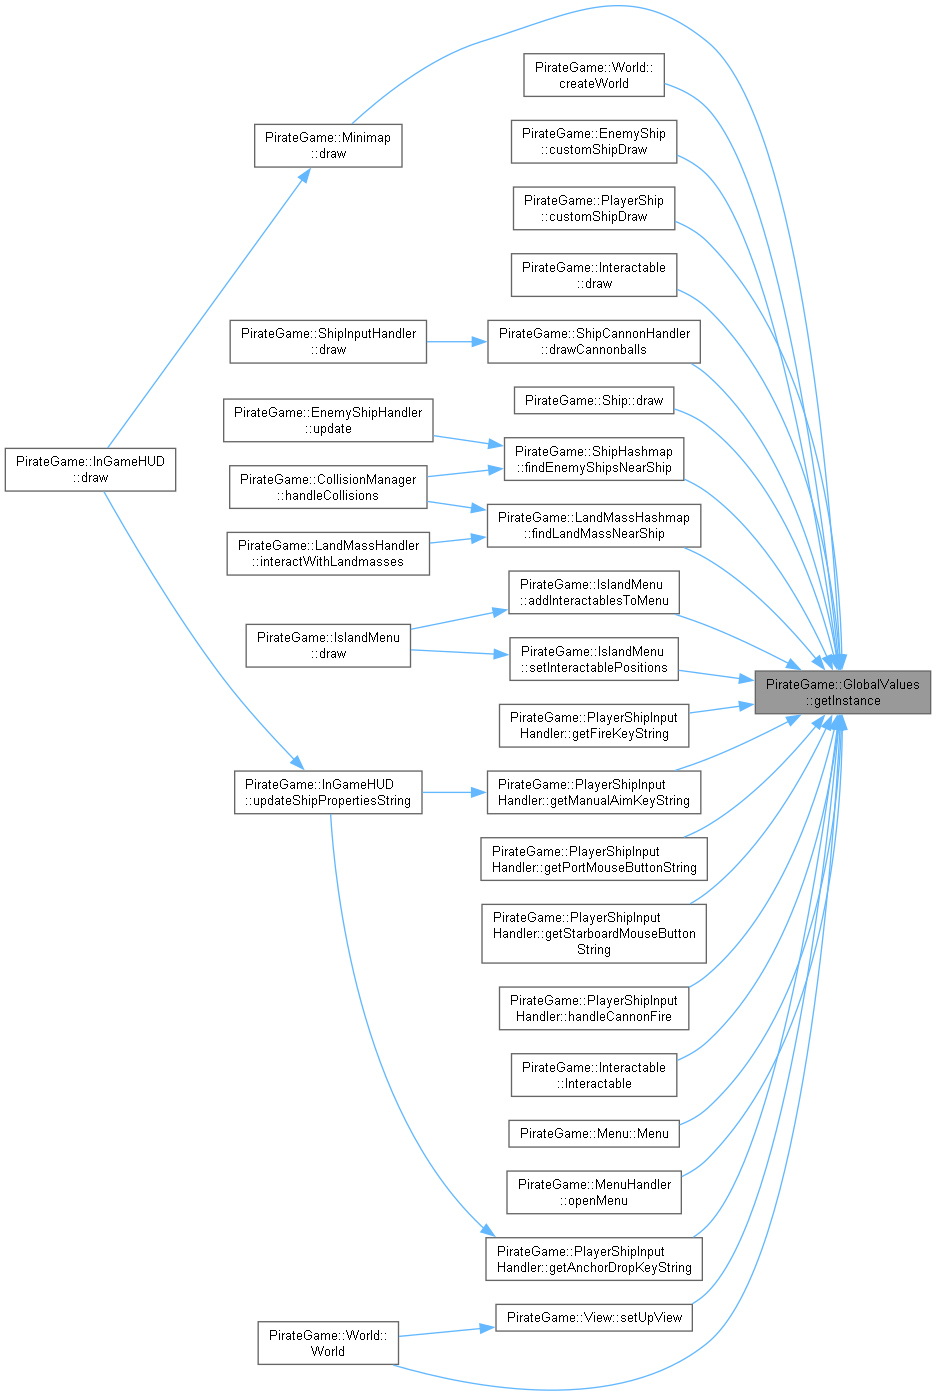 PirateGame::World::
createWorld
PirateGame::Minimap
::draw
PirateGame::EnemyShip
::customShipDraw
PirateGame::PlayerShip
::customShipDraw
PirateGame::Interactable
::draw
PirateGame::ShipInputHandler
::draw
PirateGame::ShipCannonHandler
::drawCannonballs
PirateGame::Ship::draw
PirateGame::EnemyShipHandler
::update
PirateGame::ShipHashmap
::findEnemyShipsNearShip
PirateGame::InGameHUD
::draw
PirateGame::CollisionManager
::handleCollisions
PirateGame::LandMassHashmap
::findLandMassNearShip
PirateGame::LandMassHandler
::interactWithLandmasses
PirateGame::IslandMenu
::addInteractablesToMenu
PirateGame::IslandMenu
::draw
PirateGame::IslandMenu
::setInteractablePositions
PirateGame::GlobalValues
::getInstance
PirateGame::PlayerShipInput
Handler::getFireKeyString
PirateGame::InGameHUD
::updateShipPropertiesString
PirateGame::PlayerShipInput
Handler::getManualAimKeyString
PirateGame::PlayerShipInput
Handler::getPortMouseButtonString
PirateGame::PlayerShipInput
Handler::getStarboardMouseButton
String
PirateGame::PlayerShipInput
Handler::handleCannonFire
PirateGame::Interactable
::Interactable
PirateGame::Menu::Menu
PirateGame::MenuHandler
::openMenu
PirateGame::PlayerShipInput
Handler::getAnchorDropKeyString
PirateGame::View::setUpView
PirateGame::World::
World